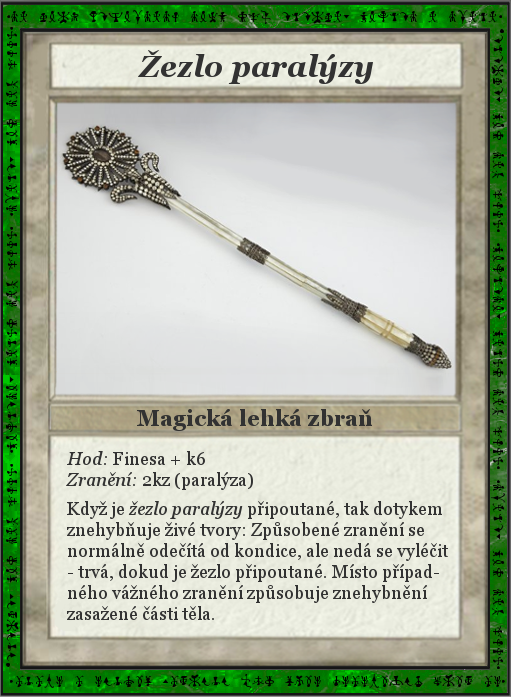 Žezlo paralýzy
Magická lehká zbraň
Hod: Finesa + k6
Zranění: 2kz (paralýza)
Když je žezlo paralýzy připoutané, tak dotykem
znehybňuje živé tvory: Způsobené zranění se
normálně odečítá od kondice, ale nedá se vyléčit
- trvá, dokud je žezlo připoutané. Místo případ-
ného vážného zranění způsobuje znehybnění
zasažené části těla.